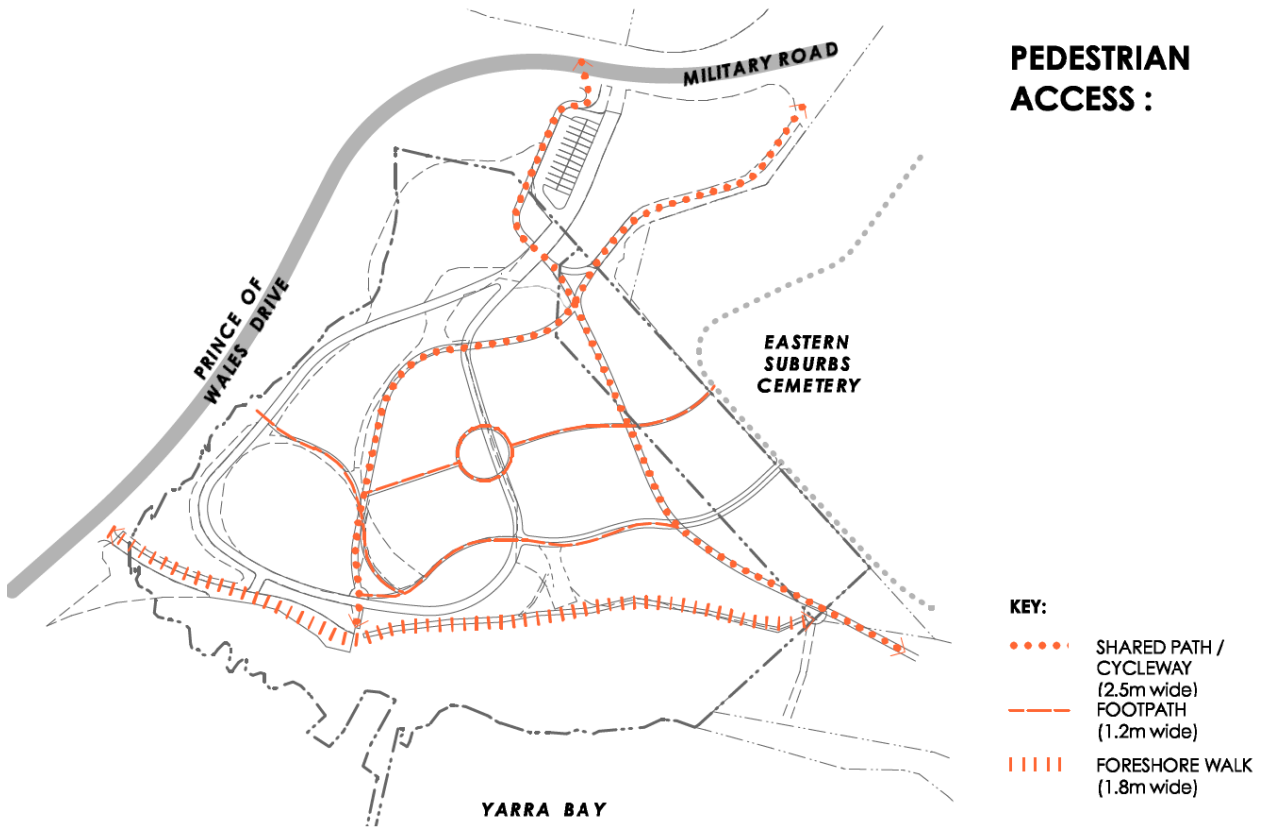 PEDESTRIAN
ACCESS :
MILITARY ROAD
PRINCE OF
WALES DRIVE
EASTERN
SUBURBS
CEMETERY
YARRA BAY
KEY:
SHARED PATH /
CYCLEWAY
(2.5m wide)
FOOTPATH
(1.2m wide)
FORESHORE WALK
(1.8m wide)